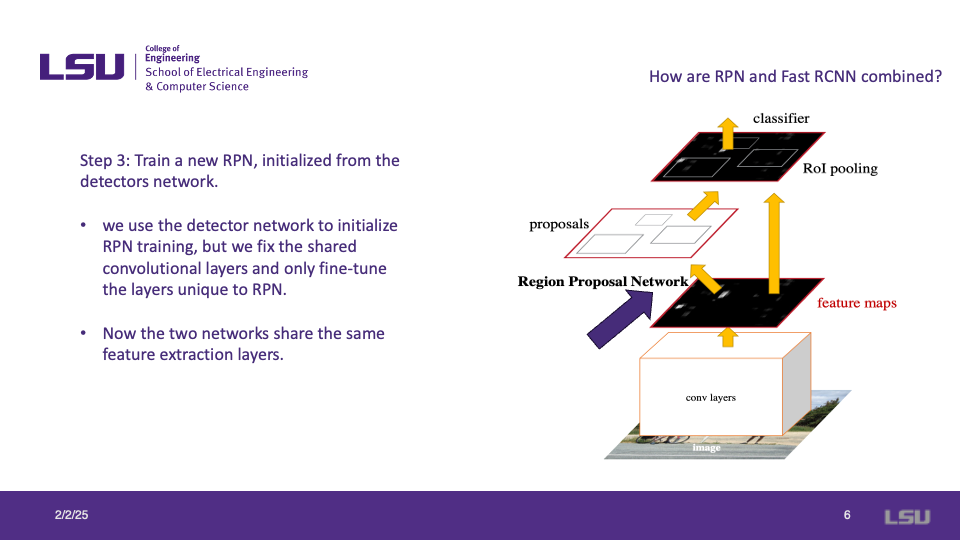 LSU
College of
Engineering
School of Electrical Engineering
& Computer Science
How are RPN and Fast RCNN combined?
Step 3: Train a new RPN, initialized from the
detectors network.
• we use the detector network to initialize
RPN training, but we fix the shared
convolutional layers and only fine-tune
the layers unique to RPN.
• Now the two networks share the same
feature extraction layers.
classifier
RoI pooling
proposals
Region Proposal Network
feature maps
conv layers
image
2/2/25
6
LSU